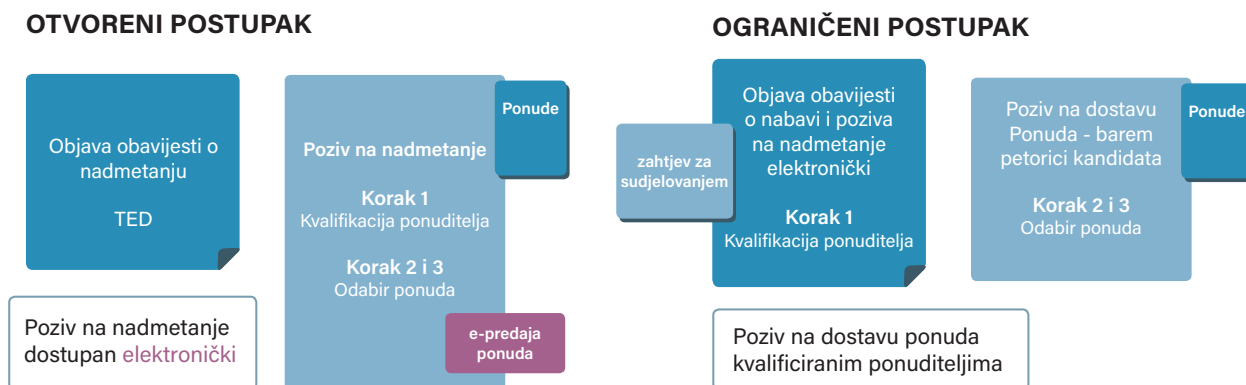 OTVORENI POSTUPAK
Objava obavijesti o
nadmetanju
TED
Poziv na nadmetanje
dostupan elektronički
Ponude
Poziv na nadmetanje
Korak 1
Kvalifikacija ponuditelja
Korak 2 i 3
Odabir ponuda
e-predaja
ponuda
OGRANIČENI POSTUPAK
zahtjev za
sudjelovanjem
Objava obavijesti
o nabavi i poziva
na nadmetanje
elektronički
Korak 1
Kvalifikacija ponuditelja
Poziv na dostavu ponuda
kvalificiranim ponuditeljima
Poziv na dostavu
Ponuda - barem
petorici kandidata
Korak 2 i 3
Odabir ponuda
Ponude